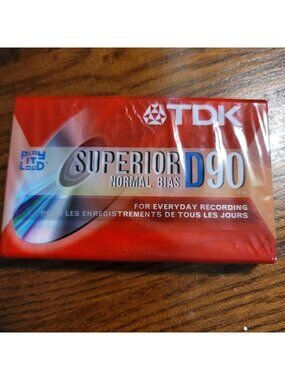 TDK
PLAY
IT
LOUD
SUPERIOR D90
NORMAL BIAS
FOR EVERYDAY RECORDING
POUR LES ENREGISTREMENTS DE TOUS LES JOURS